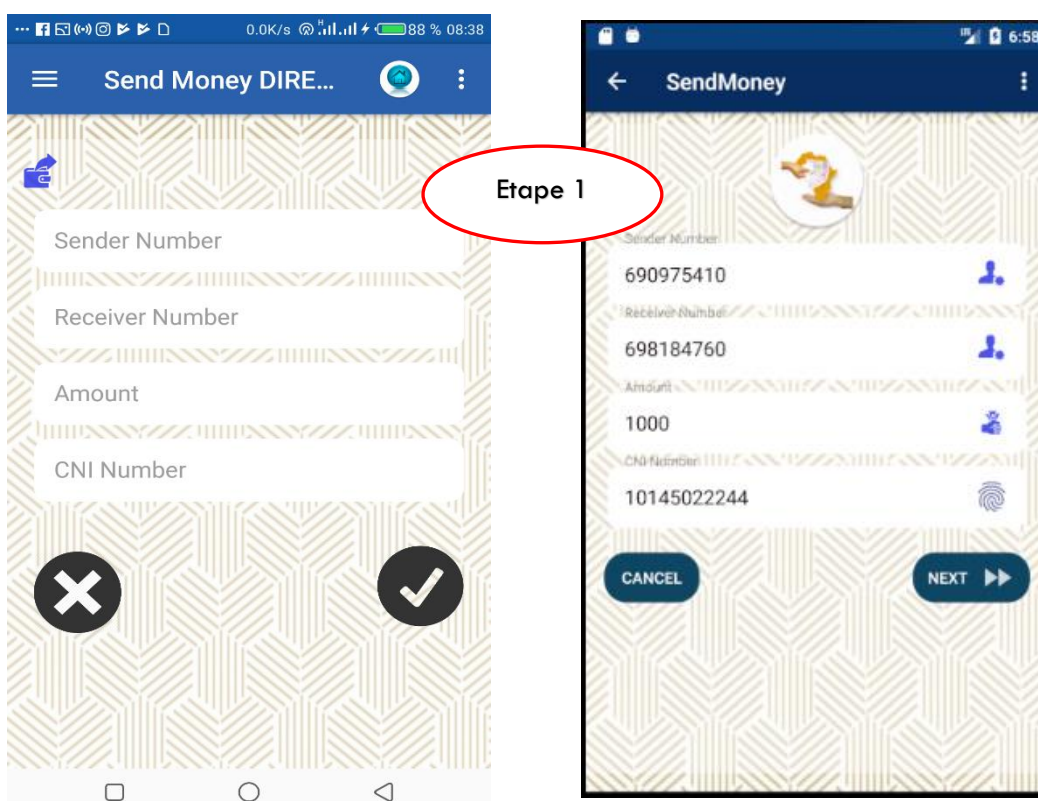 0.0K/s 88 % 08:38
Send Money DIRE...
Sender Number
Receiver Number
Amount
CNI Number
Etape 1
6:58
SendMoney
Sender Number
690975410
Receiver Number
698184760
Amount
1000
CNI Number
10145022244
CANCEL
NEXT